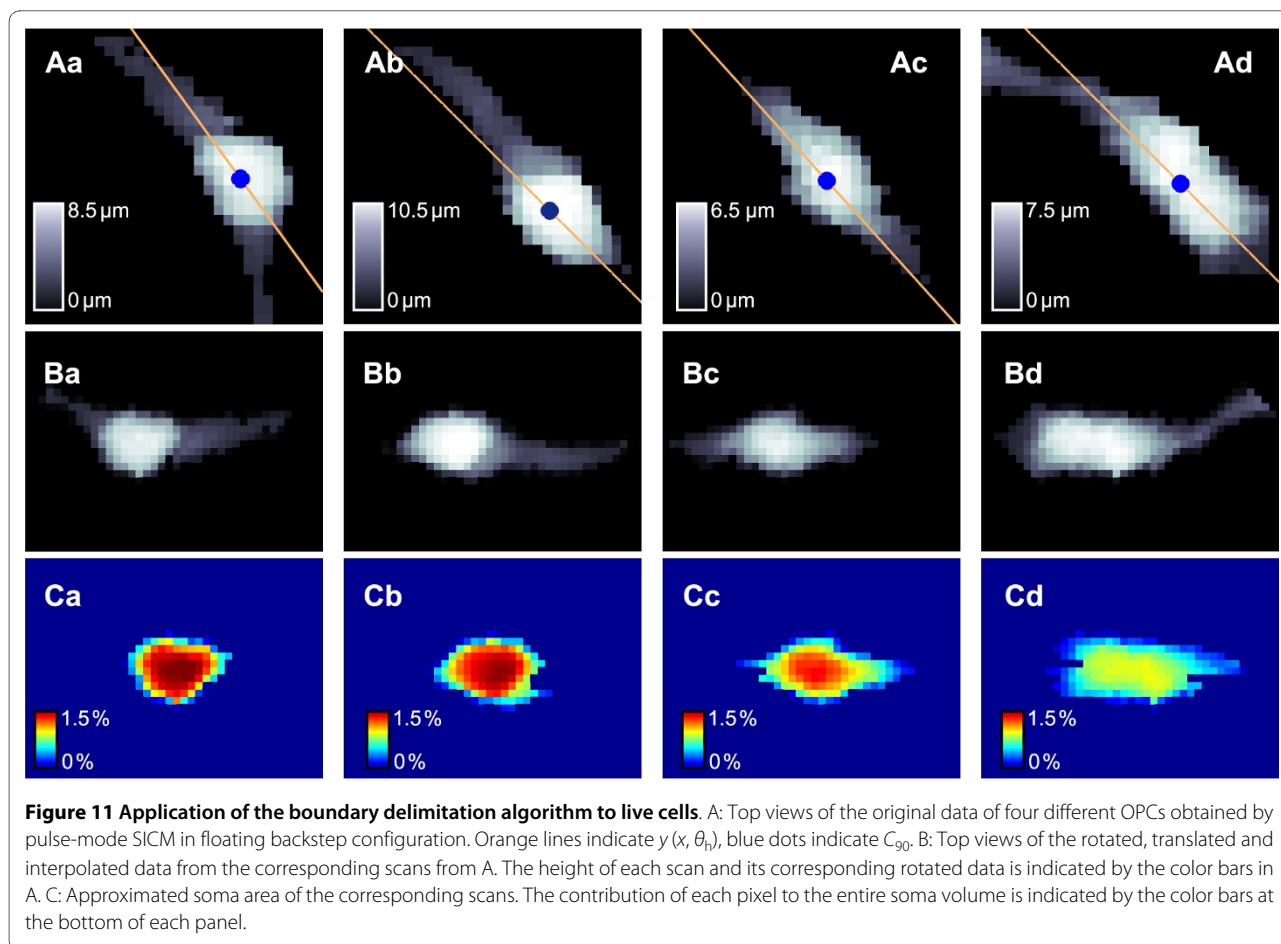 Aa
Ab
Ac
Ad
8.5 µm
0 µm
10.5 µm
0 µm
6.5 µm
0 µm
7.5 µm
0 µm
Ba
Bb
Bc
Bd
Ca
Cb
Cc
Cd
1.5 %
0 %
1.5 %
0 %
1.5 %
0 %
1.5 %
0 %
Figure 11 Application of the boundary delimitation algorithm to live cells. A: Top views of the original data of four different OPCs obtained by
pulse-mode SICM in floating backstep configuration. Orange lines indicate y (x, θh), blue dots indicate C90. B: Top views of the rotated, translated and
interpolated data from the corresponding scans from A. The height of each scan and its corresponding rotated data is indicated by the color bars in
A. C: Approximated soma area of the corresponding scans. The contribution of each pixel to the entire soma volume is indicated by the color bars at
the bottom of each panel.